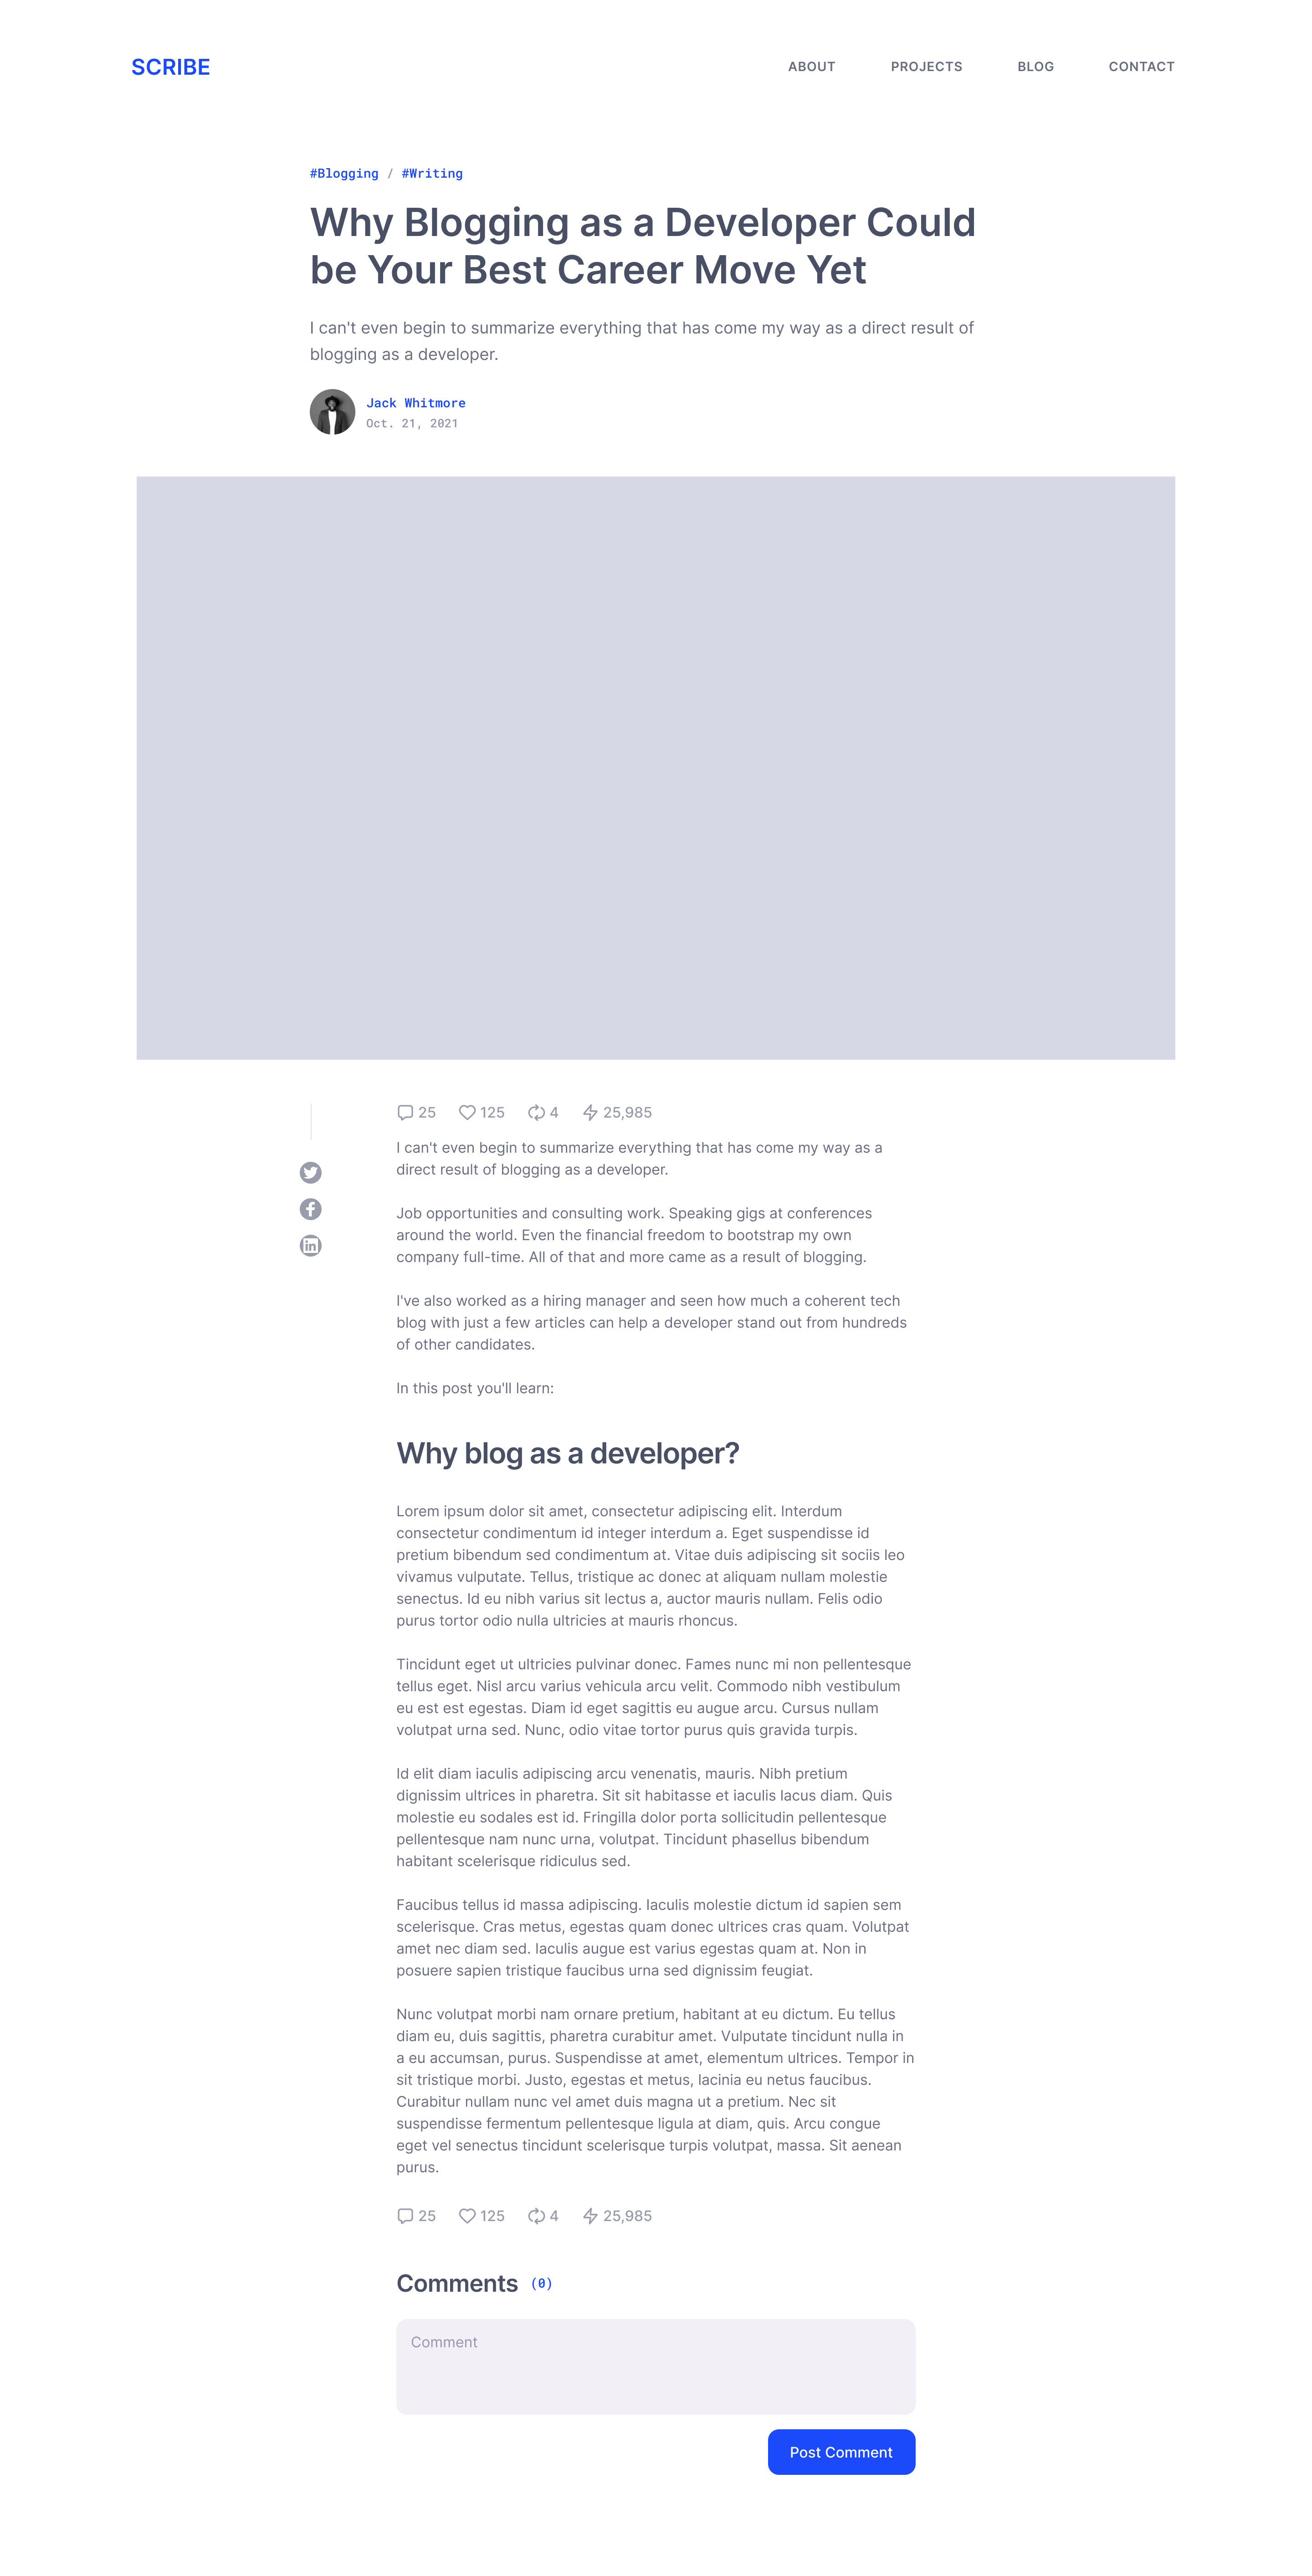 SCRIBE
ABOUT
PROJECTS
BLOG
CONTACT
#Blogging / #Writing
Why Blogging as a Developer Could
be Your Best Career Move Yet
I can't even begin to summarize everything that has come my way as a direct result of
blogging as a developer.
Jack Whitmore
Oct. 21, 2021
25 125 4 25,985
I can't even begin to summarize everything that has come my way as a
direct result of blogging as a developer.
Job opportunities and consulting work. Speaking gigs at conferences
around the world. Even the financial freedom to bootstrap my own
company full-time. All of that and more came as a result of blogging.
I've also worked as a hiring manager and seen how much a coherent tech
blog with just a few articles can help a developer stand out from hundreds
of other candidates.
In this post you'll learn:
Why blog as a developer?
Lorem ipsum dolor sit amet, consectetur adipiscing elit. Interdum
consectetur condimentum id integer interdum a. Eget suspendisse id
pretium bibendum sed condimentum at. Vitae duis adipiscing sit sociis leo
vivamus vulputate. Tellus, tristique ac donec at aliquam nullam molestie
senectus. Id eu nibh varius sit lectus a, auctor mauris nullam. Felis odio
purus tortor odio nulla ultricies at mauris rhoncus.
Tincidunt eget ut ultricies pulvinar donec. Fames nunc mi non pellentesque
tellus eget. Nisl arcu varius vehicula arcu velit. Commodo nibh vestibulum
eu est est egestas. Diam id eget sagittis eu augue arcu. Cursus nullam
volutpat urna sed. Nunc, odio vitae tortor purus quis gravida turpis.
Id elit diam iaculis adipiscing arcu venenatis, mauris. Nibh pretium
dignissim ultrices in pharetra. Sit sit habitasse et iaculis lacus diam. Quis
molestie eu sodales est id. Fringilla dolor porta sollicitudin pellentesque
pellentesque nam nunc urna, volutpat. Tincidunt phasellus bibendum
habitant scelerisque ridiculus sed.
Faucibus tellus id massa adipiscing. Iaculis molestie dictum id sapien sem
scelerisque. Cras metus, egestas quam donec ultrices cras quam. Volutpat
amet nec diam sed. Iaculis augue est varius egestas quam at. Non in
posuere sapien tristique faucibus urna sed dignissim feugiat.
Nunc volutpat morbi nam ornare pretium, habitant at eu dictum. Eu tellus
diam eu, duis sagittis, pharetra curabitur amet. Vulputate tincidunt nulla in
a eu accumsan, purus. Suspendisse at amet, elementum ultrices. Tempor in
sit tristique morbi. Justo, egestas et metus, lacinia eu netus faucibus.
Curabitur nullam nunc vel amet duis magna ut a pretium. Nec sit
suspendisse fermentum pellentesque ligula at diam, quis. Arcu congue
eget vel senectus tincidunt scelerisque turpis volutpat, massa. Sit aenean
purus.
25 125 4 25,985
Comments (0)
Comment
Post Comment